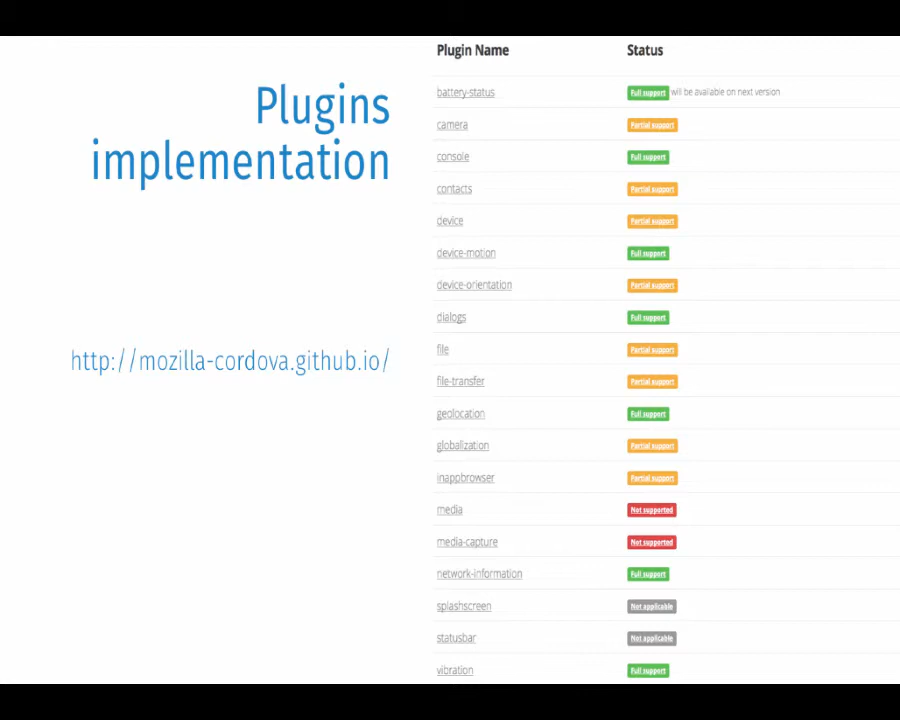 Plugins
implementation
http://mozilla-cordova.github.io/
Plugin Name Status
battery-status Full support will be available on next version
camera Partial support
console Full support
contacts Partial support
device Partial support
device-motion Full support
device-orientation Partial support
dialogs Full support
file Partial support
file-transfer Partial support
geolocation Full support
globalization Partial support
inappbrowser Partial support
media Not supported
media-capture Not supported
network-information Full support
splashscreen Not applicable
statusbar Not applicable
vibration Full support